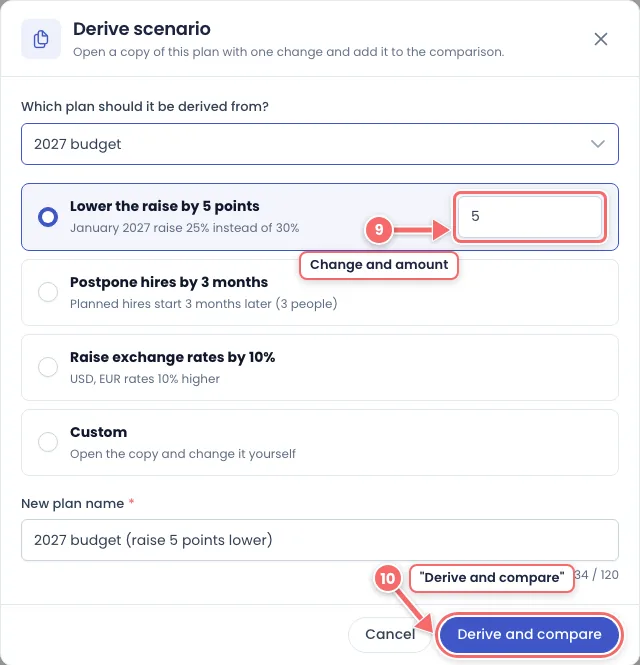 Derive scenario
Open a copy of this plan with one change and add it to the comparison.
Which plan should it be derived from?
2027 budget
Lower the raise by 5 points
January 2027 raise 25% instead of 30%
5
9
Change and amount
Postpone hires by 3 months
Planned hires start 3 months later (3 people)
Raise exchange rates by 10%
USD, EUR rates 10% higher
Custom
Open the copy and change it yourself
New plan name *
2027 budget (raise 5 points lower)
10
"Derive and compare"
34 / 120
Cancel
Derive and compare